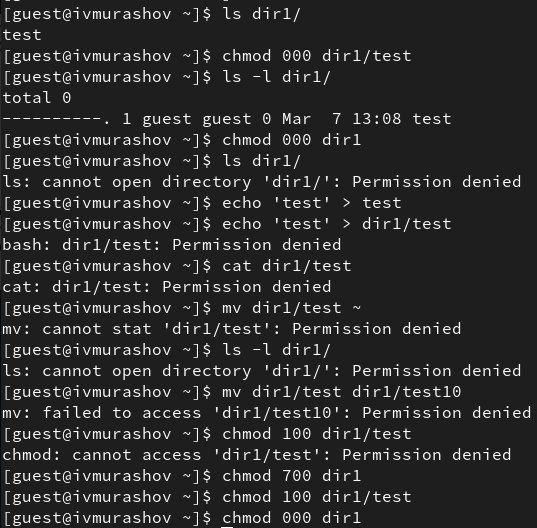 [guest@ivmurashov ~]$ ls dir1/
test
[guest@ivmurashov ~]$ chmod 000 dir1/test
[guest@ivmurashov ~]$ ls -l dir1/
total 0
----------. 1 guest guest 0 Mar  7 13:08 test
[guest@ivmurashov ~]$ chmod 000 dir1
[guest@ivmurashov ~]$ ls dir1/
ls: cannot open directory 'dir1/': Permission denied
[guest@ivmurashov ~]$ echo 'test' > test
[guest@ivmurashov ~]$ echo 'test' > dir1/test
bash: dir1/test: Permission denied
[guest@ivmurashov ~]$ cat dir1/test
cat: dir1/test: Permission denied
[guest@ivmurashov ~]$ mv dir1/test ~
mv: cannot stat 'dir1/test': Permission denied
[guest@ivmurashov ~]$ ls -l dir1/
ls: cannot open directory 'dir1/': Permission denied
[guest@ivmurashov ~]$ mv dir1/test dir1/test10
mv: failed to access 'dir1/test10': Permission denied
[guest@ivmurashov ~]$ chmod 100 dir1/test
chmod: cannot access 'dir1/test': Permission denied
[guest@ivmurashov ~]$ chmod 700 dir1
[guest@ivmurashov ~]$ chmod 100 dir1/test
[guest@ivmurashov ~]$ chmod 000 dir1